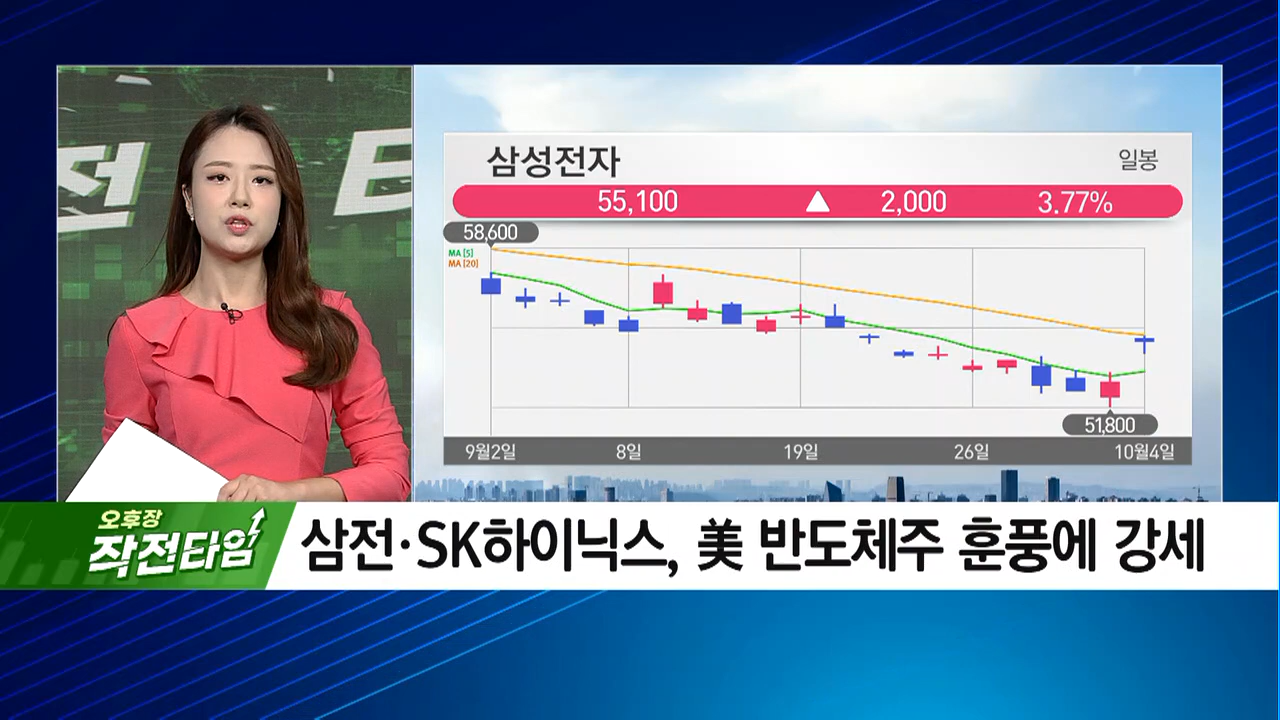 전 E
삼성전자
일봉
55,100 ▲ 2,000 3.77%
58,600
MA [5]
MA [20]
51,800
9월2일 8일 19일 26일 10월4일
오후장
작전타임
삼전·SK하이닉스, 美 반도체주 훈풍에 강세